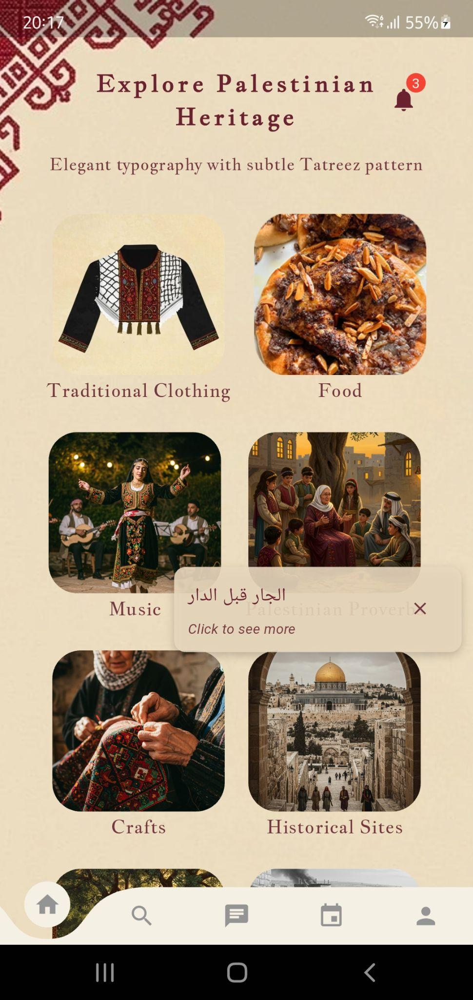 20:17
55%
Explore Palestinian
Heritage
3
Elegant typography with subtle Tatreez pattern
Traditional Clothing
Food
Music
Palestinian Proverbs
الجار قبل الدار
Click to see more
Crafts
Historical Sites